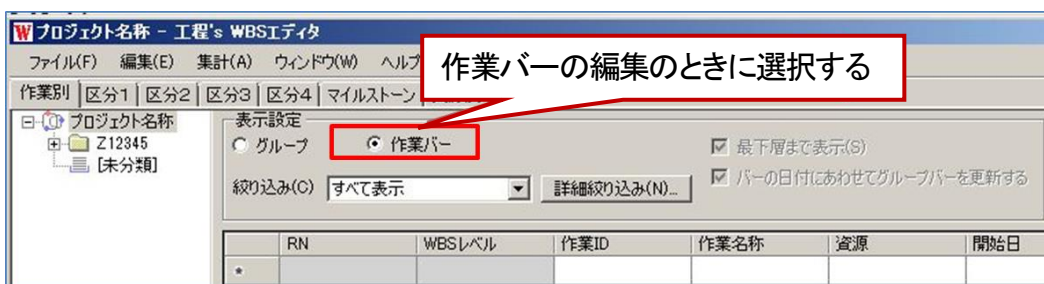 プロジェクト名称 - 工程's WBSエディタ
ファイル(F) 編集(E) 集計(A) ウィンドウ(W) ヘルプ
作業バーの編集のときに選択する
作業別 区分1 区分2 区分3 区分4 マイルストーン
プロジェクト名称
Z12345
[未分類]
表示設定
グループ 作業バー
最下層まで表示(S)
絞り込み(C) すべて表示 詳細絞り込み(N)...
バーの日付にあわせてグループバーを更新する
RN WBSレベル 作業ID 作業名称 資源 開始日
*